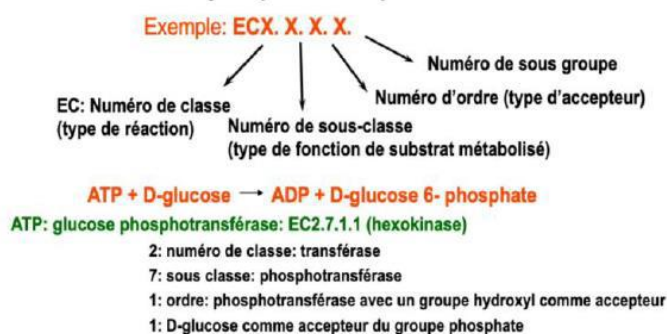 Exemple: ECX. X. X. X.
Numéro de sous groupe
EC: Numéro de classe
(type de réaction)
Numéro d'ordre (type d'accepteur)
Numéro de sous-classe
(type de fonction de substrat métabolisé)
ATP + D-glucose → ADP + D-glucose 6- phosphate
ATP: glucose phosphotransférase: EC2.7.1.1 (hexokinase)
2: numéro de classe: transférase
7: sous classe: phosphotransférase
1: ordre: phosphotransférase avec un groupe hydroxyl comme accepteur
1: D-glucose comme accepteur du groupe phosphate